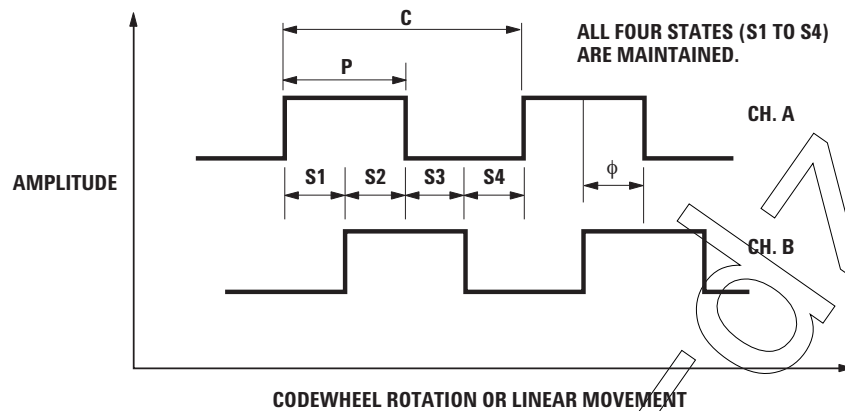 C
ALL FOUR STATES (S1 TO S4)
ARE MAINTAINED.
P
CH. A
AMPLITUDE
S1 S2 S3 S4 ϕ
CH. B
CODEWHEEL ROTATION OR LINEAR MOVEMENT